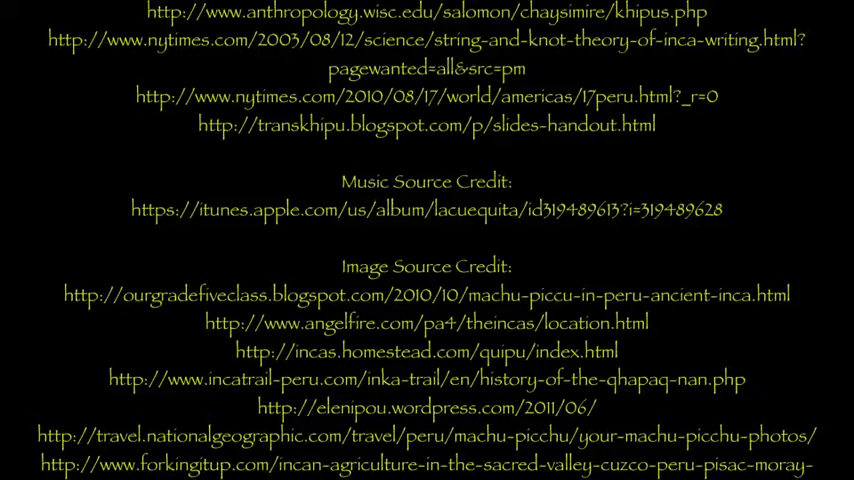 http://www.anthropology.wisc.edu/salomon/chaysimire/khipus.php
http://www.nytimes.com/2003/08/12/science/string-and-knot-theory-of-inca-writing.html?
pagewanted=all&src=pm
http://www.nytimes.com/2010/08/17/world/americas/17peru.html?_r=0
http://transkhipu.blogspot.com/p/slides-handout.html
Music Source Credit:
https://itunes.apple.com/us/album/lacuequita/id319489613?i=319489628
Image Source Credit:
http://ourgradefiveclass.blogspot.com/2010/10/machu-piccu-in-peru-ancient-inca.html
http://www.angelfire.com/pa4/theincas/location.html
http://incas.homestead.com/quipu/index.html
http://www.incatrail-peru.com/inka-trail/en/history-of-the-qhapaq-nan.php
http://elenipou.wordpress.com/2011/06/
http://travel.nationalgeographic.com/travel/peru/machu-picchu/your-machu-picchu-photos/
http://www.forkingitup.com/incan-agriculture-in-the-sacred-valley-cuzco-peru-pisac-moray-